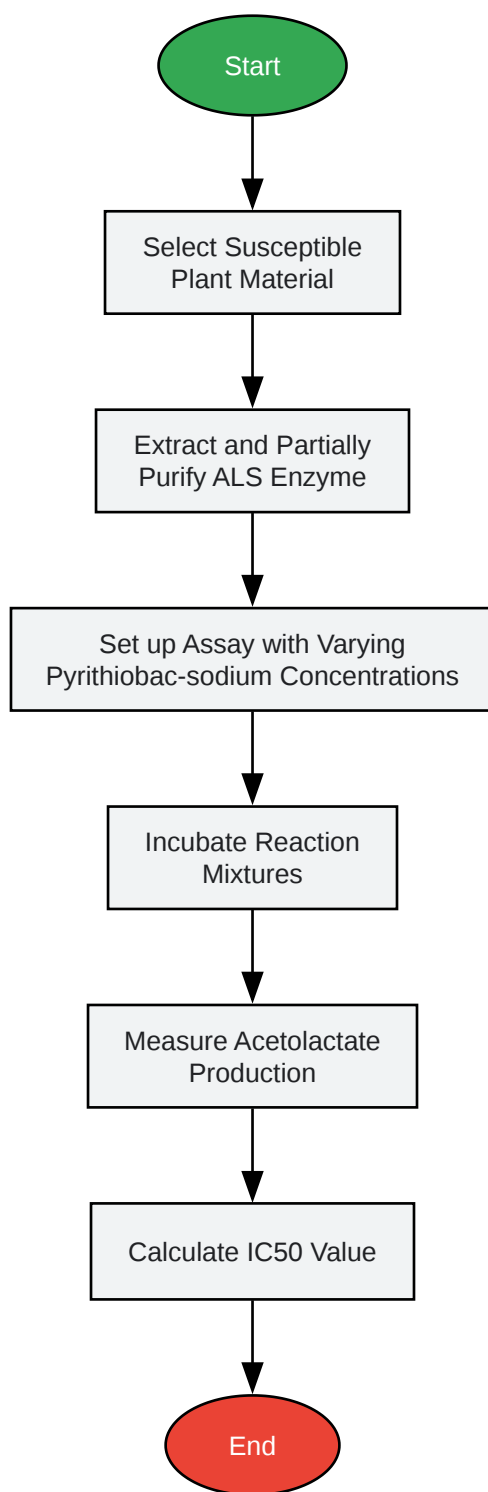 Start
Select Susceptible
Plant Material
Extract and Partially
Purify ALS Enzyme
Set up Assay with Varying
Pyrithiobac-sodium Concentrations
Incubate Reaction
Mixtures
Measure Acetolactate
Production
Calculate IC50 Value
End